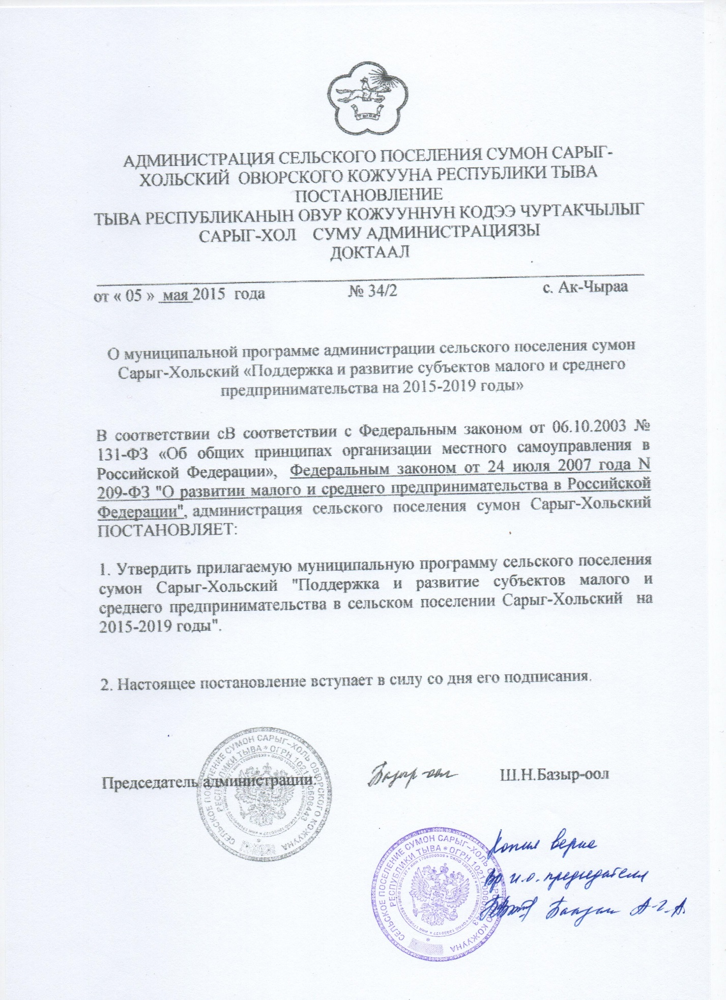 ТЫВА
АДМИНИСТРАЦИЯ СЕЛЬСКОГО ПОСЕЛЕНИЯ СУМОН САРЫГ-
ХОЛЬСКИЙ ОВЮРСКОГО КОЖУУНА РЕСПУБЛИКИ ТЫВА
ПОСТАНОВЛЕНИЕ
ТЫВА РЕСПУБЛИКАНЫН ОВУР КОЖУУННУН КОДЭЭ ЧУРТАКЧЫЛЫГ
САРЫГ-ХОЛ СУМУ АДМИНИСТРАЦИЯЗЫ
ДОКТААЛ
от « 05 » мая 2015 года № 34/2 с. Ак-Чыраа
О муниципальной программе администрации сельского поселения сумон
Сарыг-Хольский «Поддержка и развитие субъектов малого и среднего
предпринимательства на 2015-2019 годы»
В соответствии сВ соответствии с Федеральным законом от 06.10.2003 №
131-ФЗ «Об общих принципах организации местного самоуправления в
Российской Федерации», Федеральным законом от 24 июля 2007 года N
209-ФЗ "О развитии малого и среднего предпринимательства в Российской
Федерации", администрация сельского поселения сумон Сарыг-Хольский
ПОСТАНОВЛЯЕТ:
1. Утвердить прилагаемую муниципальную программу сельского поселения
сумон Сарыг-Хольский "Поддержка и развитие субъектов малого и
среднего предпринимательства в сельском поселении Сарыг-Хольский на
2015-2019 годы".
2. Настоящее постановление вступает в силу со дня его подписания.
Председатель администрации: Базыр-оол Ш.Н.Базыр-оол
СЕЛЬСКОЕ ПОСЕЛЕНИЕ СУМОН САРЫГ-ХОЛЬ ОВЮРСКОГО КОЖУУНА
РЕСПУБЛИКИ ТЫВА * ОГРН 1021700606443
Копия верна
вр и.о. председателя
А-Г.А.
СЕЛЬСКОЕ ПОСЕЛЕНИЕ СУМОН САРЫГ-ХОЛЬ ОВЮРСКОГО КОЖУУНА
РЕСПУБЛИКИ ТЫВА * ОГРН 1021700606443